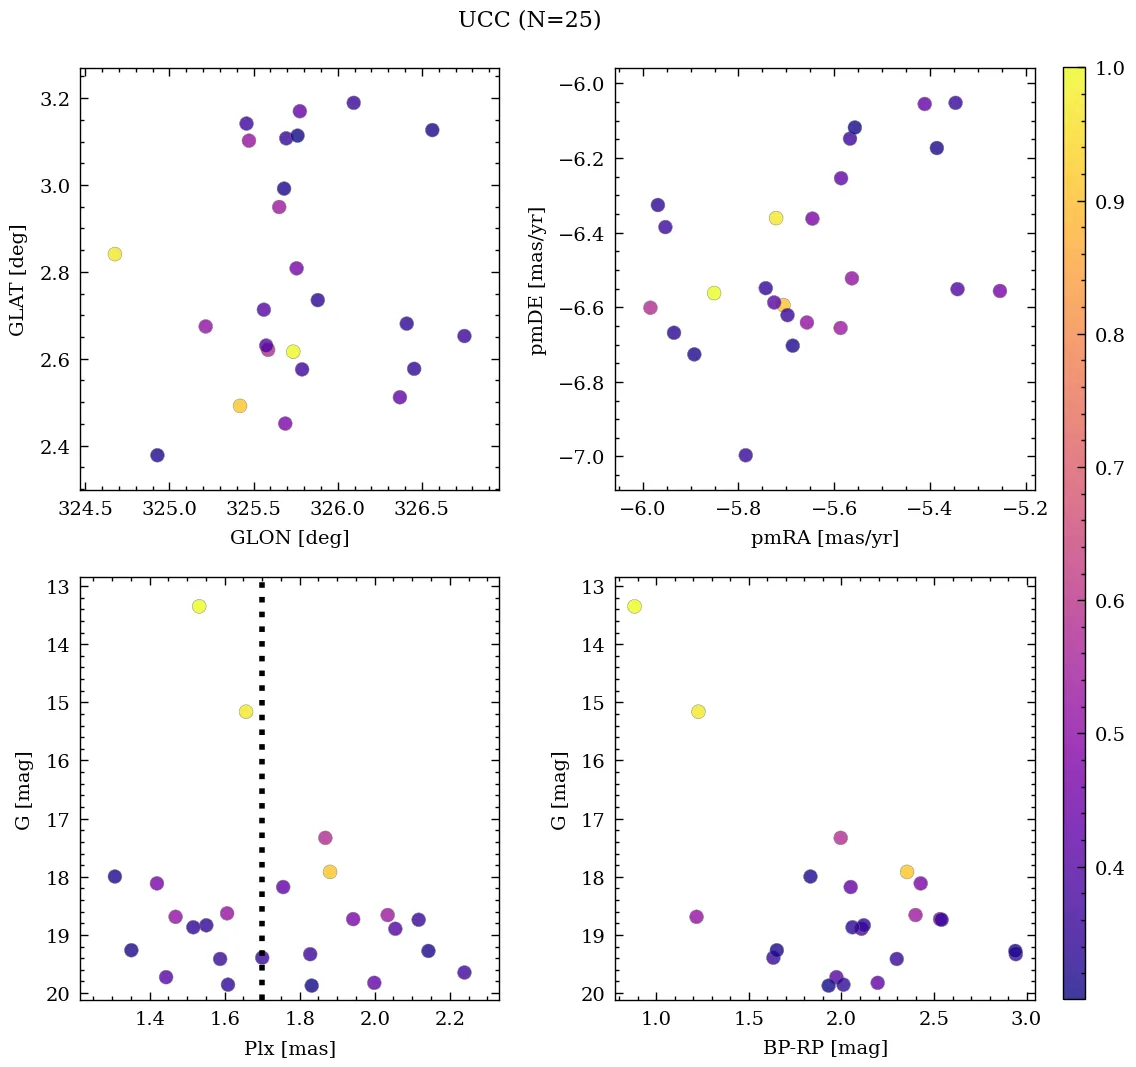 UCC (N=25)
3.2
3.0
2.8
2.6
2.4
GLAT [deg]
324.5 325.0 325.5 326.0 326.5
GLON [deg]
−6.0
−6.2
−6.4
−6.6
−6.8
−7.0
pmDE [mas/yr]
−6.0 −5.8 −5.6 −5.4 −5.2
pmRA [mas/yr]
13
14
15
16
17
18
19
20
G [mag]
1.4 1.6 1.8 2.0 2.2
Plx [mas]
13
14
15
16
17
18
19
20
G [mag]
1.0 1.5 2.0 2.5 3.0
BP-RP [mag]
1.0
0.9
0.8
0.7
0.6
0.5
0.4